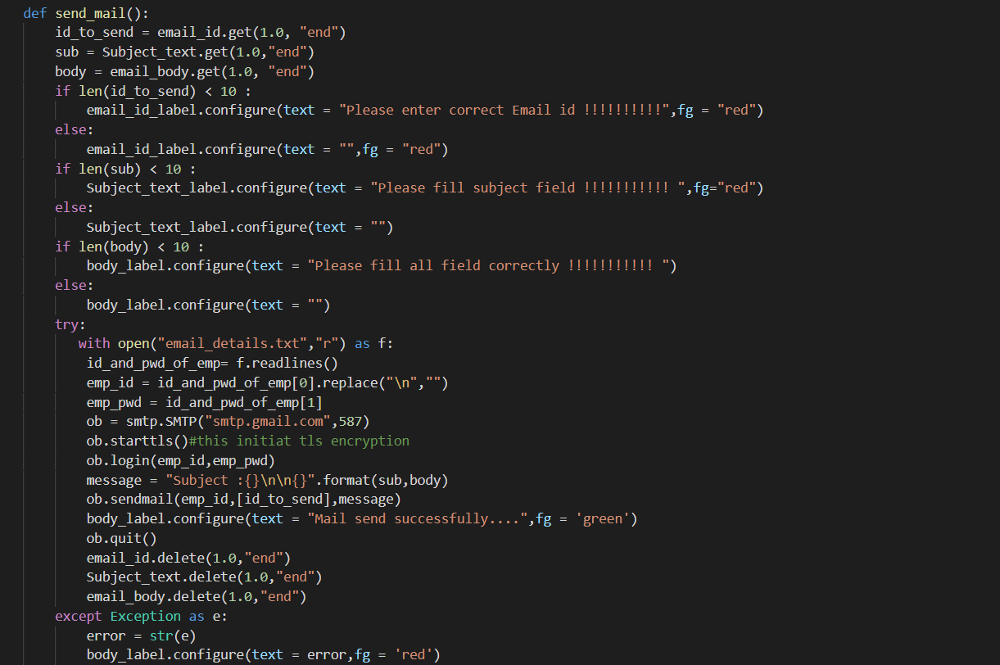 def send_mail():
    id_to_send = email_id.get(1.0, "end")
    sub = Subject_text.get(1.0,"end")
    body = email_body.get(1.0, "end")
    if len(id_to_send) < 10 :
        email_id_label.configure(text = "Please enter correct Email id !!!!!!!!!!",fg = "red")
    else:
        email_id_label.configure(text = "",fg = "red")
    if len(sub) < 10 :
        Subject_text_label.configure(text = "Please fill subject field !!!!!!!!!!! ",fg="red")
    else:
        Subject_text_label.configure(text = "")
    if len(body) < 10 :
        body_label.configure(text = "Please fill all field correctly !!!!!!!!!!! ")
    else:
        body_label.configure(text = "")
    try:
       with open("email_details.txt","r") as f:
        id_and_pwd_of_emp= f.readlines()
        emp_id = id_and_pwd_of_emp[0].replace("\n","")
        emp_pwd = id_and_pwd_of_emp[1]
        ob = smtp.SMTP("smtp.gmail.com",587)
        ob.starttls()#this initiat tls encryption
        ob.login(emp_id,emp_pwd)
        message = "Subject :{}\n\n{}".format(sub,body)
        ob.sendmail(emp_id,[id_to_send],message)
        body_label.configure(text = "Mail send successfully....",fg = 'green')
        ob.quit()
        email_id.delete(1.0,"end")
        Subject_text.delete(1.0,"end")
        email_body.delete(1.0,"end")
    except Exception as e:
        error = str(e)
        body_label.configure(text = error,fg = 'red')